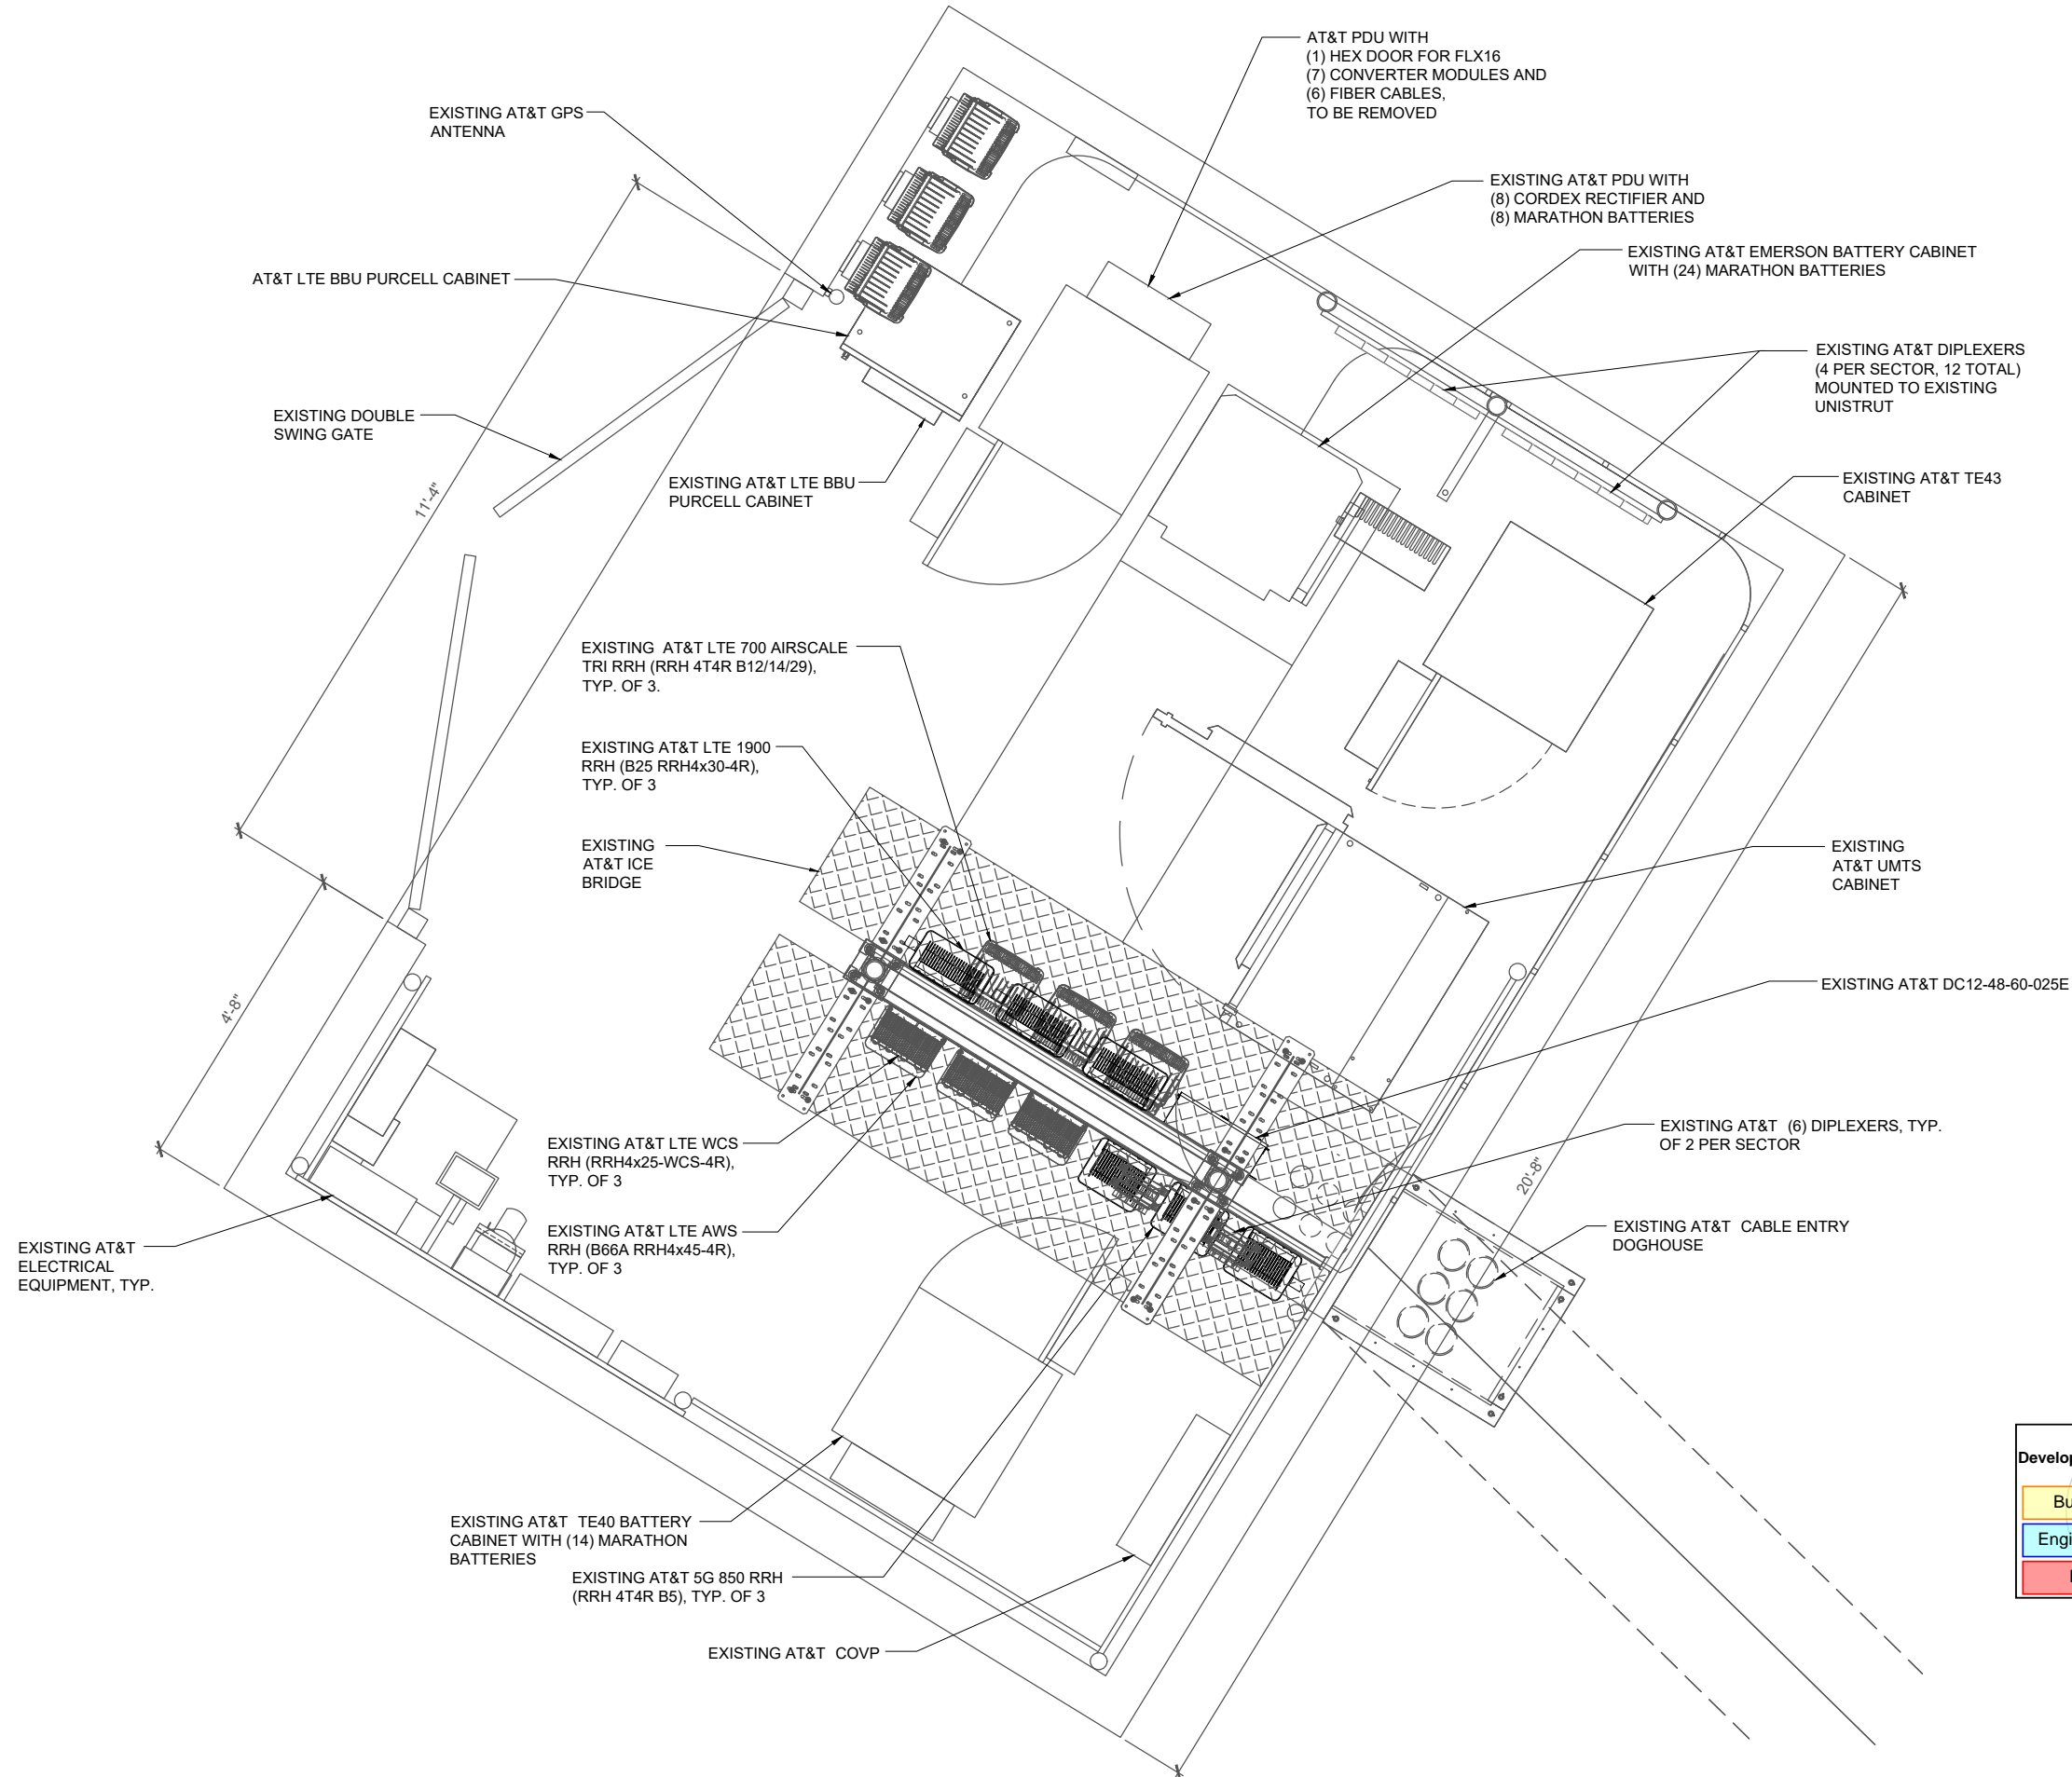 AT&T PDU WITH
(1) HEX DOOR FOR FLX16
(7) CONVERTER MODULES AND
(6) FIBER CABLES,
TO BE REMOVED
EXISTING AT&T GPS
ANTENNA
EXISTING AT&T PDU WITH
(8) CORDEX RECTIFIER AND
(8) MARATHON BATTERIES
EXISTING AT&T EMERSON BATTERY CABINET
WITH (24) MARATHON BATTERIES
AT&T LTE BBU PURCELL CABINET
EXISTING AT&T DIPLEXERS
(4 PER SECTOR, 12 TOTAL)
MOUNTED TO EXISTING
UNISTRUT
EXISTING DOUBLE
SWING GATE
EXISTING AT&T LTE BBU
PURCELL CABINET
EXISTING AT&T TE43
CABINET
11'-4"
EXISTING AT&T LTE 700 AIRSCALE
TRI RRH (RRH 4T4R B12/14/29),
TYP. OF 3.
EXISTING AT&T LTE 1900
RRH (B25 RRH4x30-4R),
TYP. OF 3
EXISTING
AT&T ICE
BRIDGE
EXISTING
AT&T UMTS
CABINET
EXISTING AT&T DC12-48-60-025E
4'-8"
EXISTING AT&T (6) DIPLEXERS, TYP.
OF 2 PER SECTOR
EXISTING AT&T LTE WCS
RRH (RRH4x25-WCS-4R),
TYP. OF 3
20'-8"
EXISTING AT&T LTE AWS
RRH (B66A RRH4x45-4R),
TYP. OF 3
EXISTING AT&T CABLE ENTRY
DOGHOUSE
EXISTING AT&T
ELECTRICAL
EQUIPMENT, TYP.
EXISTING AT&T TE40 BATTERY
CABINET WITH (14) MARATHON
BATTERIES
EXISTING AT&T 5G 850 RRH
(RRH 4T4R B5), TYP. OF 3
EXISTING AT&T COVP
Develop
Bu
Engi